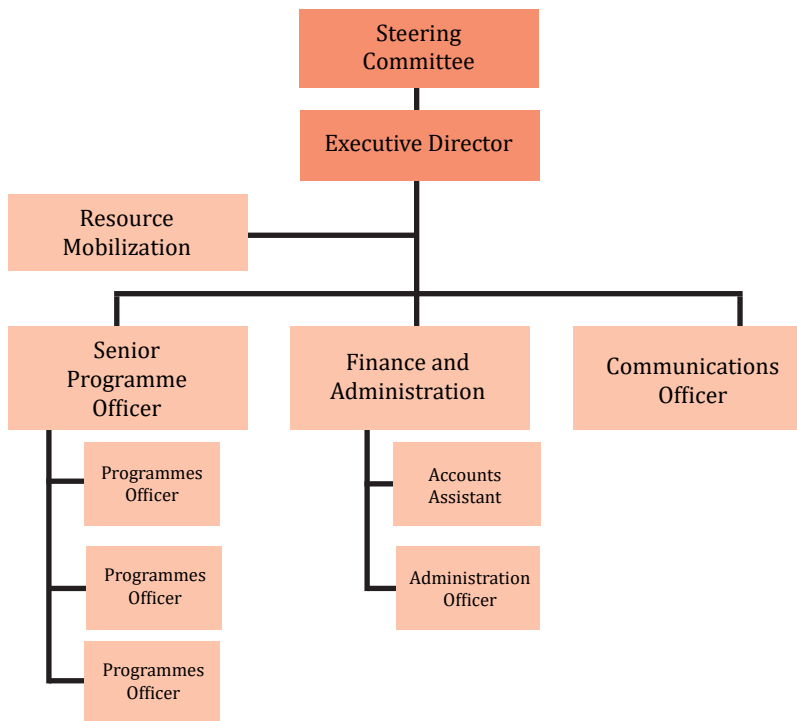 Steering
Committee
Executive Director
Resource
Mobilization
Senior
Programme
Officer
Finance and
Administration
Communications
Officer
Programmes
Officer
Programmes
Officer
Programmes
Officer
Accounts
Assistant
Administration
Officer